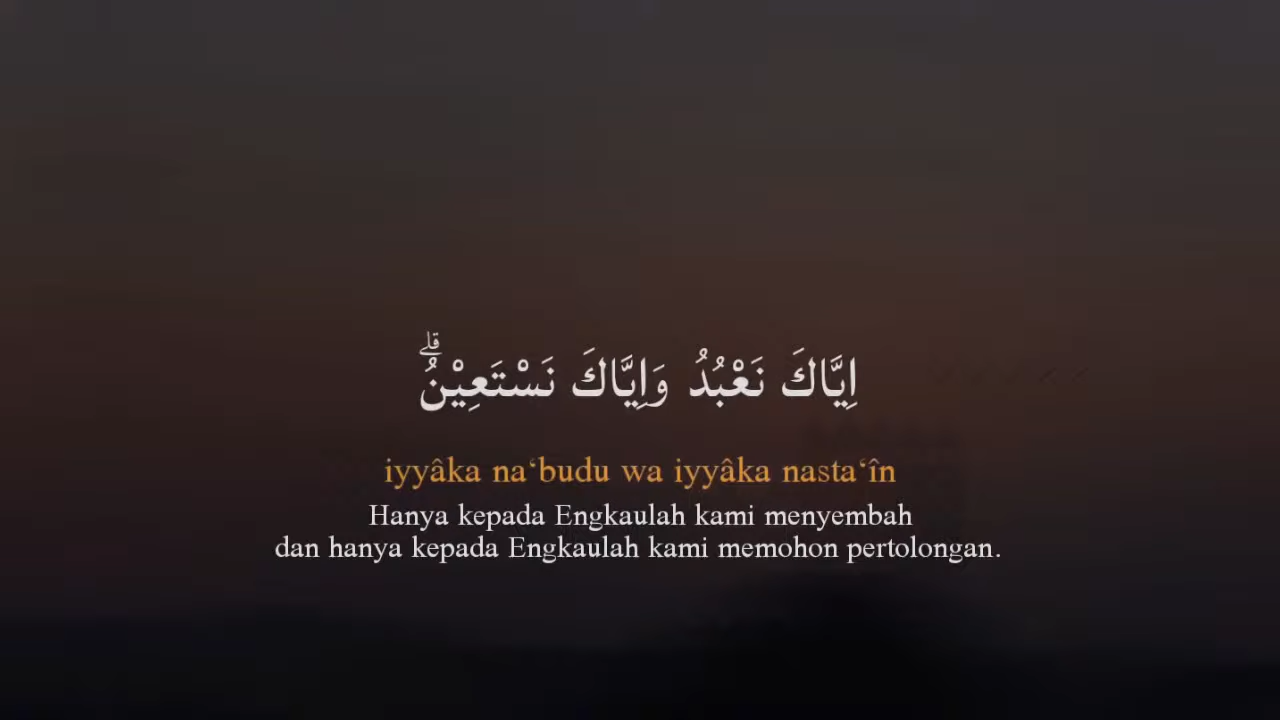 اِيَّاكَ نَعْبُدُ وَاِيَّاكَ نَسْتَعِيْنُۗ
iyyâka na‘budu wa iyyâka nasta‘în
Hanya kepada Engkaulah kami menyembah
dan hanya kepada Engkaulah kami memohon pertolongan.